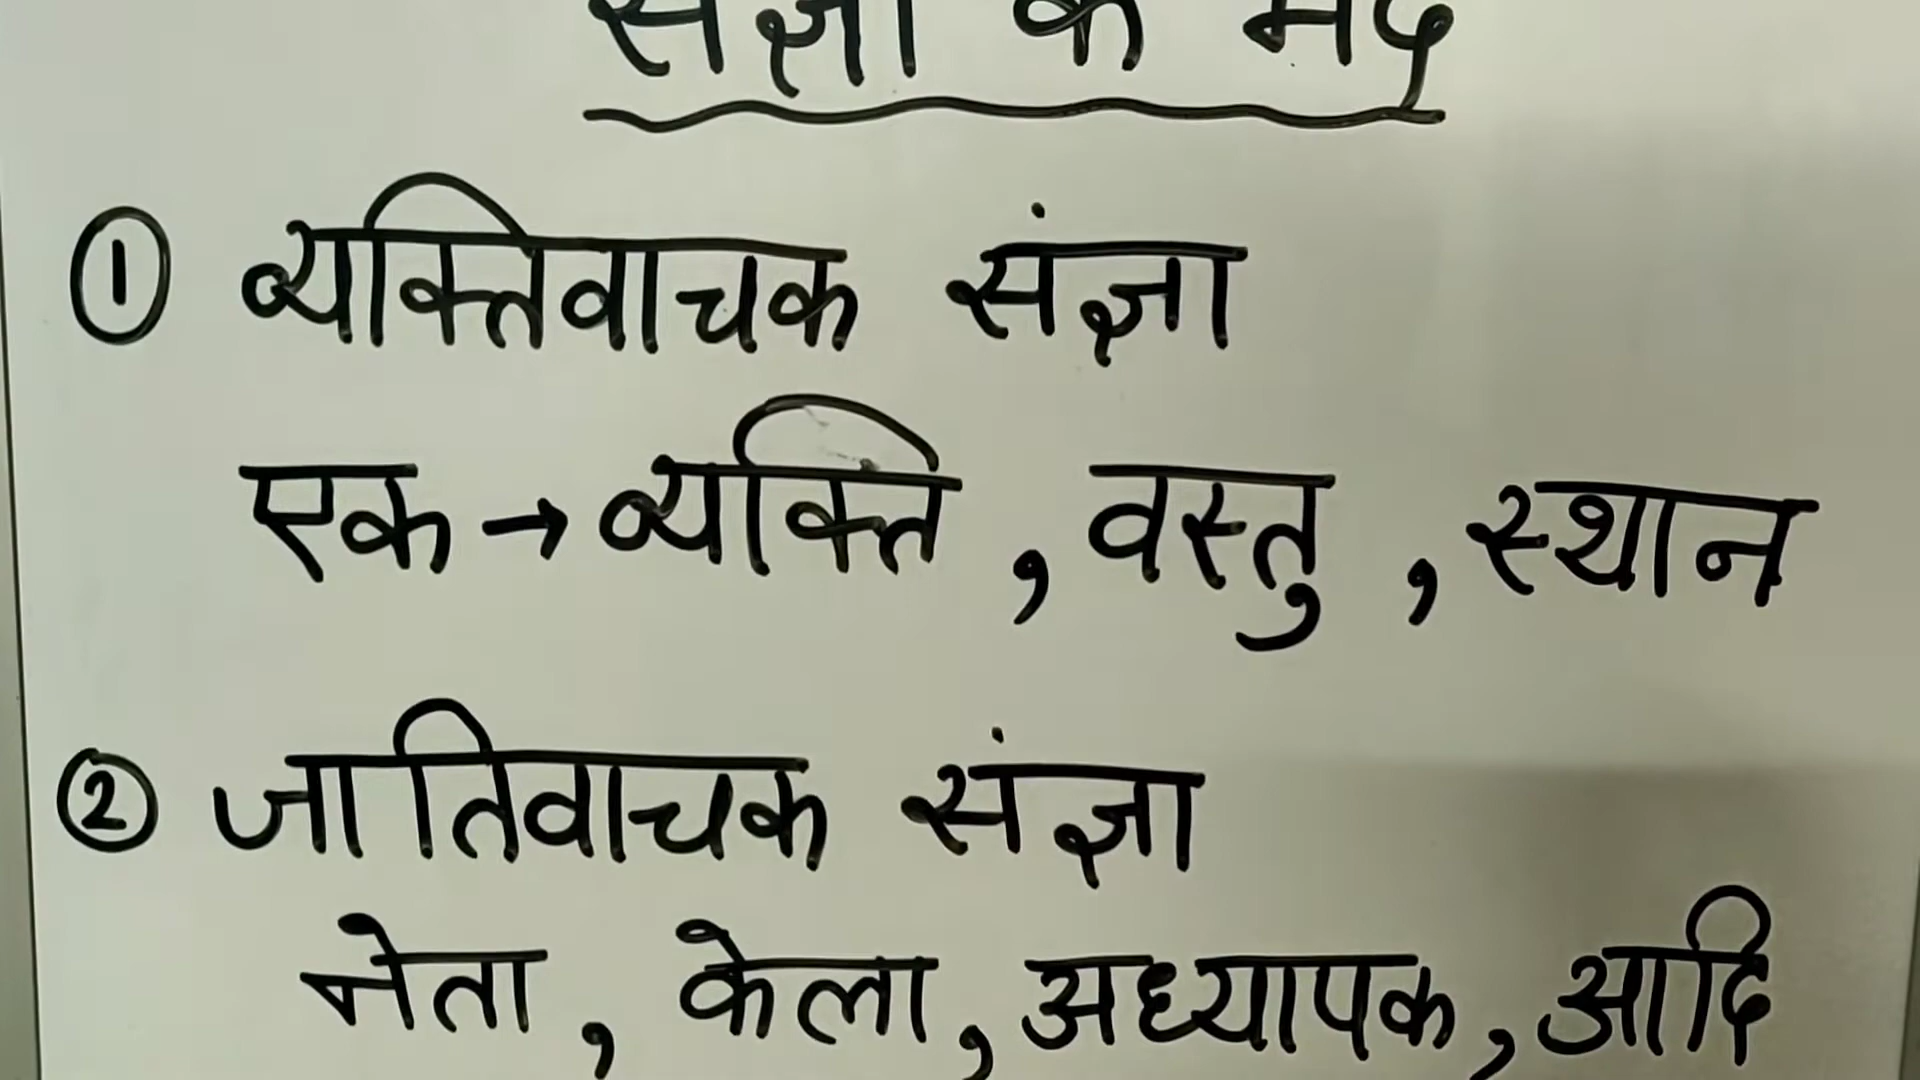 संज्ञा के भेद
① व्यक्तिवाचक संज्ञा
एक → व्यक्ति , वस्तु , स्थान
② जातिवाचक संज्ञा
नेता , केला , अध्यापक , आदि